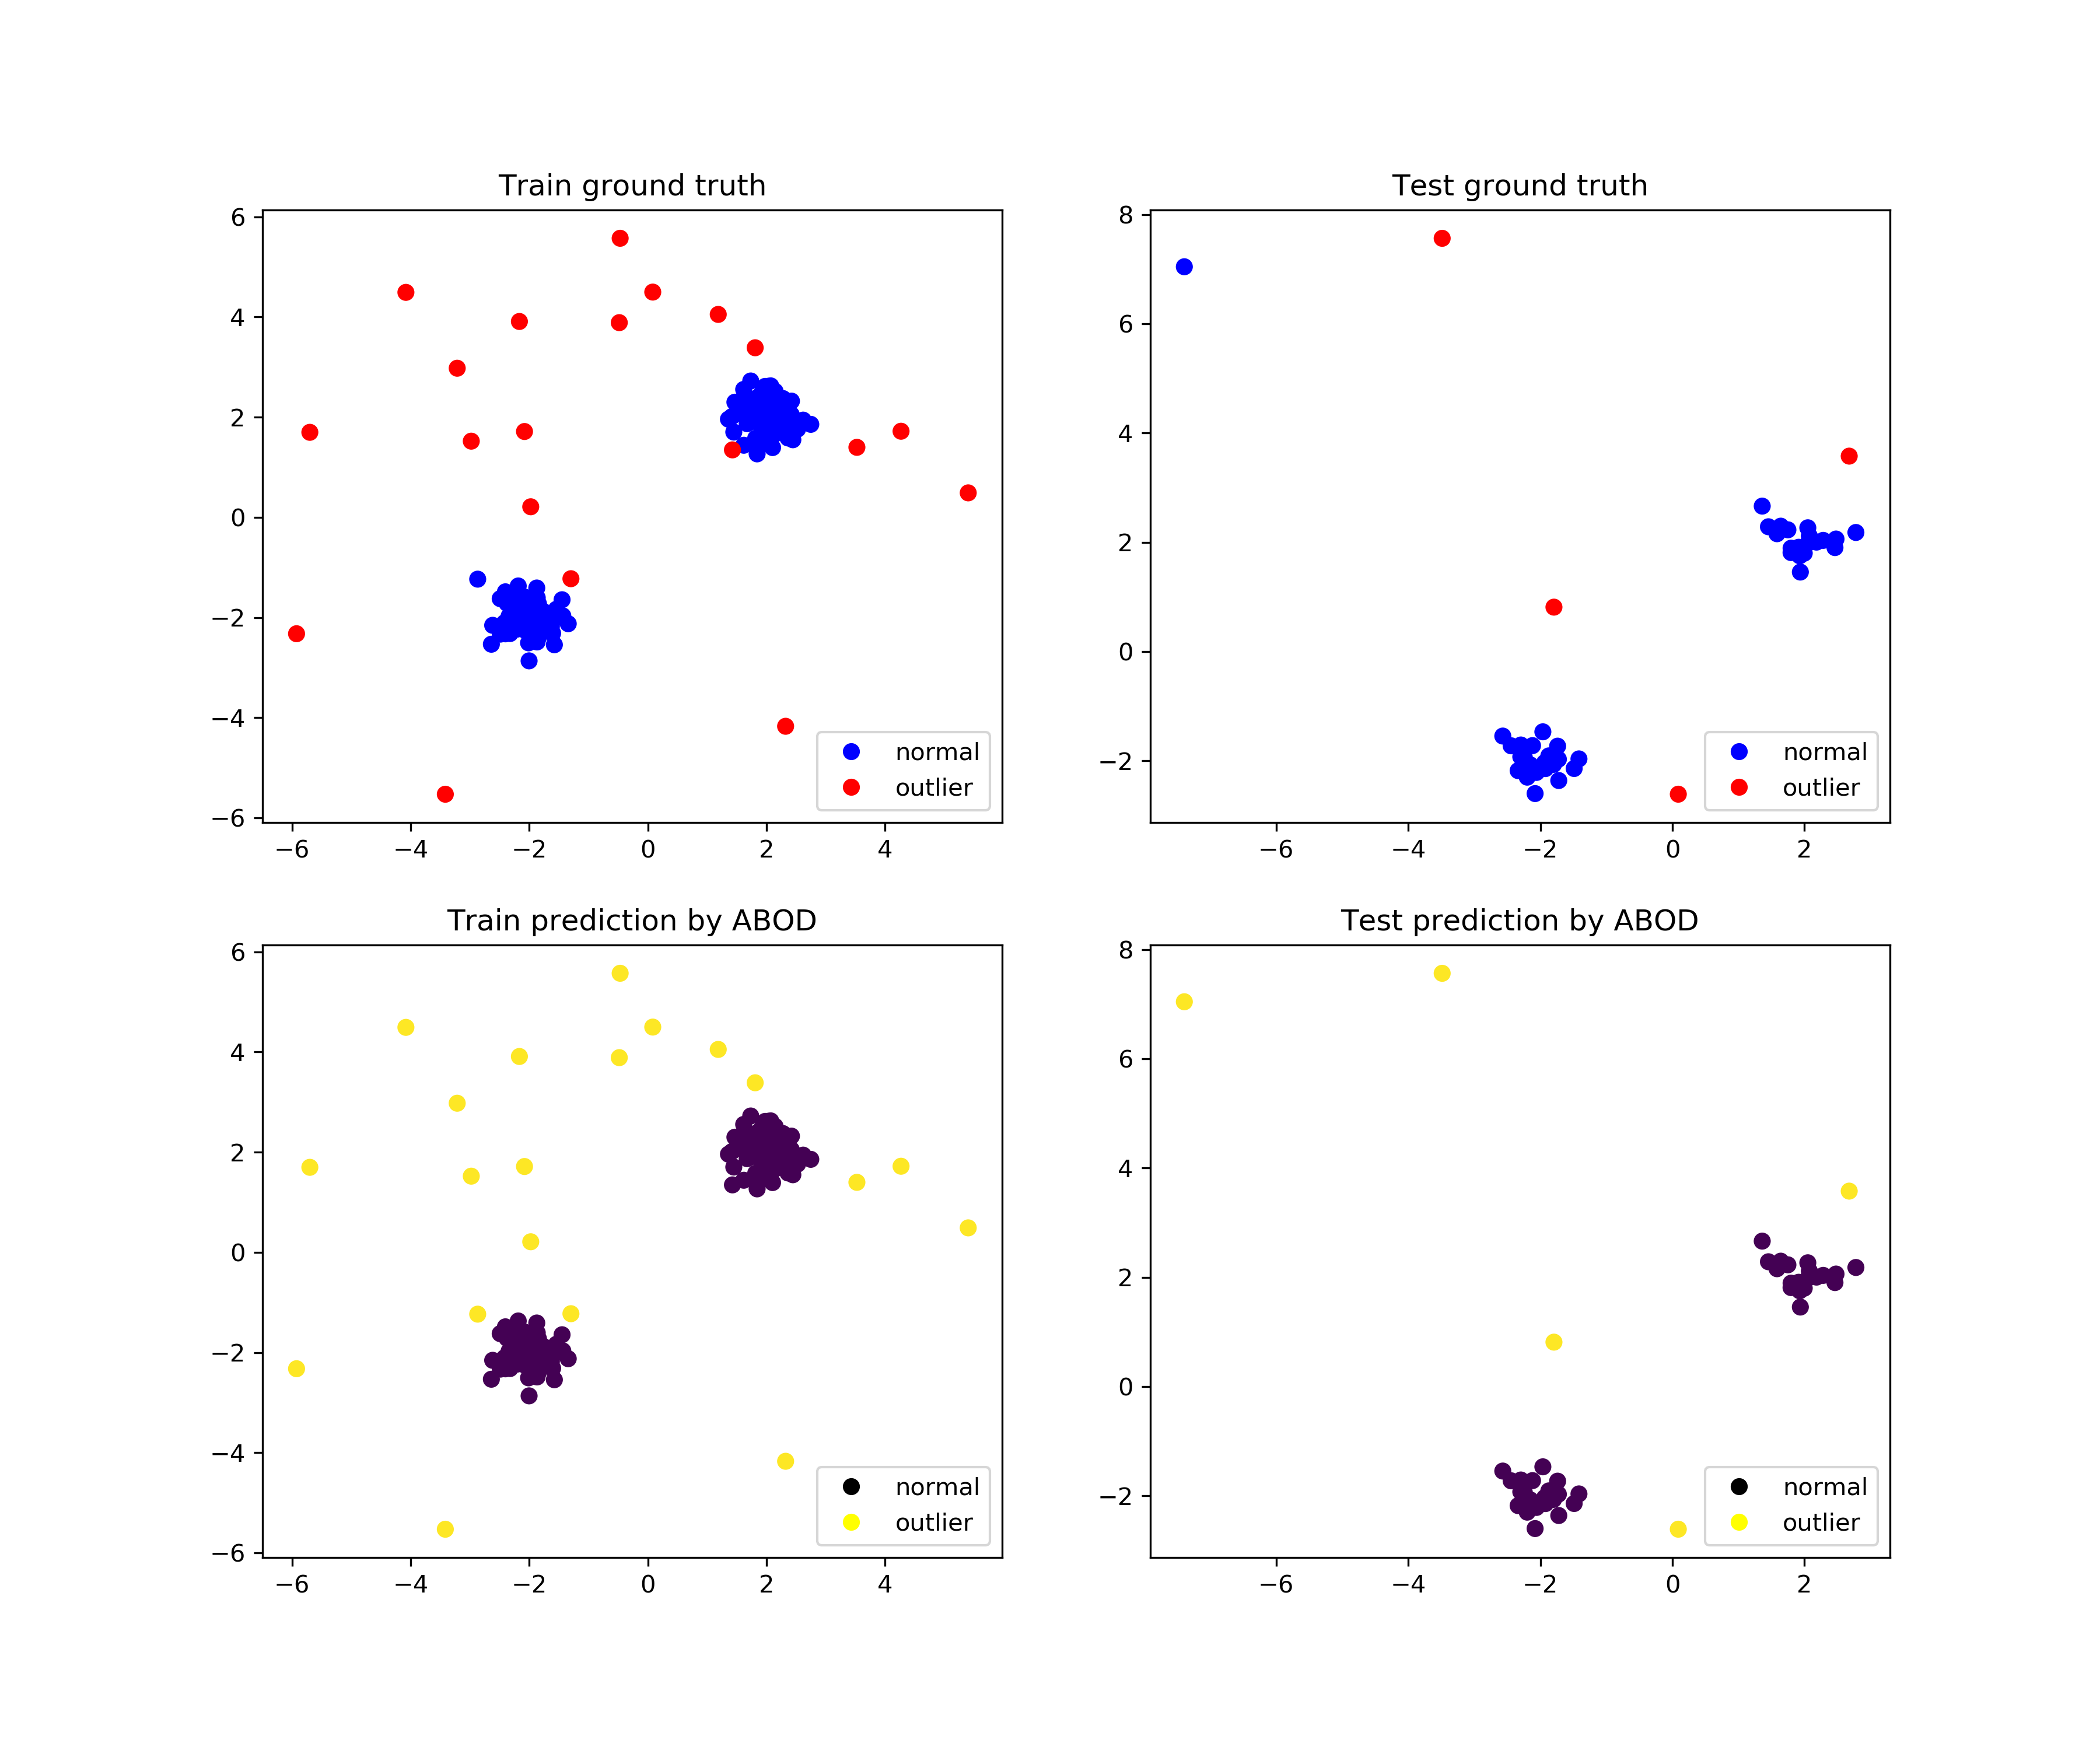 Train ground truth
6
4
2
0
−2
−4
−6
−6 −4 −2 0 2 4
normal
outlier
Test ground truth
8
6
4
2
0
−2
−6 −4 −2 0 2
normal
outlier
Train prediction by ABOD
6
4
2
0
−2
−4
−6
−6 −4 −2 0 2 4
normal
outlier
Test prediction by ABOD
8
6
4
2
0
−2
−6 −4 −2 0 2
normal
outlier